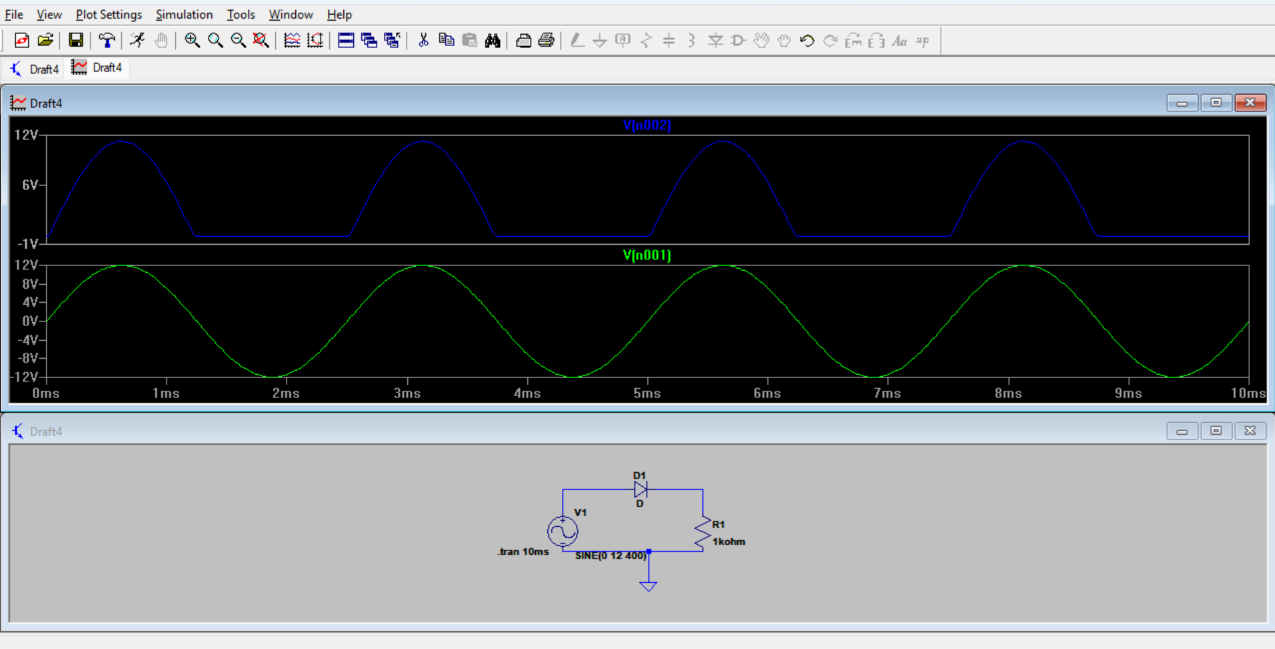 File View Plot Settings Simulation Tools Window Help
Draft4 Draft4
Draft4
V(n002)
12V
6V
-1V
V(n001)
12V
8V
4V
0V
-4V
-8V
-12V
0ms 1ms 2ms 3ms 4ms 5ms 6ms 7ms 8ms 9ms 10ms
Draft4
D1
D
V1
R1
1kohm
.tran 10ms
SINE(0 12 400)